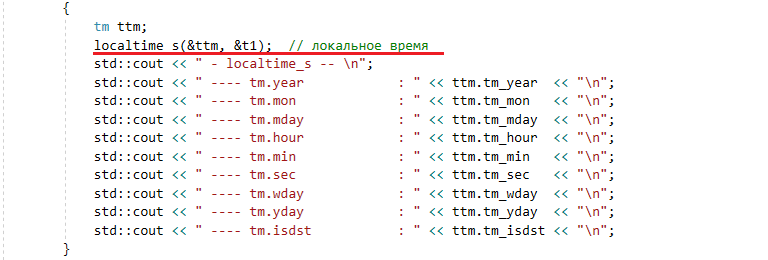 {
tm ttm;
localtime_s(&ttm, &t1);  // локальное время
std::cout << " - localtime_s -- \n";
std::cout << " ---- tm.year            : " << ttm.tm_year  << "\n";
std::cout << " ---- tm.mon             : " << ttm.tm_mon   << "\n";
std::cout << " ---- tm.mday            : " << ttm.tm_mday  << "\n";
std::cout << " ---- tm.hour            : " << ttm.tm_hour  << "\n";
std::cout << " ---- tm.min             : " << ttm.tm_min   << "\n";
std::cout << " ---- tm.sec             : " << ttm.tm_sec   << "\n";
std::cout << " ---- tm.wday            : " << ttm.tm_wday  << "\n";
std::cout << " ---- tm.yday            : " << ttm.tm_yday  << "\n";
std::cout << " ---- tm.isdst           : " << ttm.tm_isdst << "\n";
}